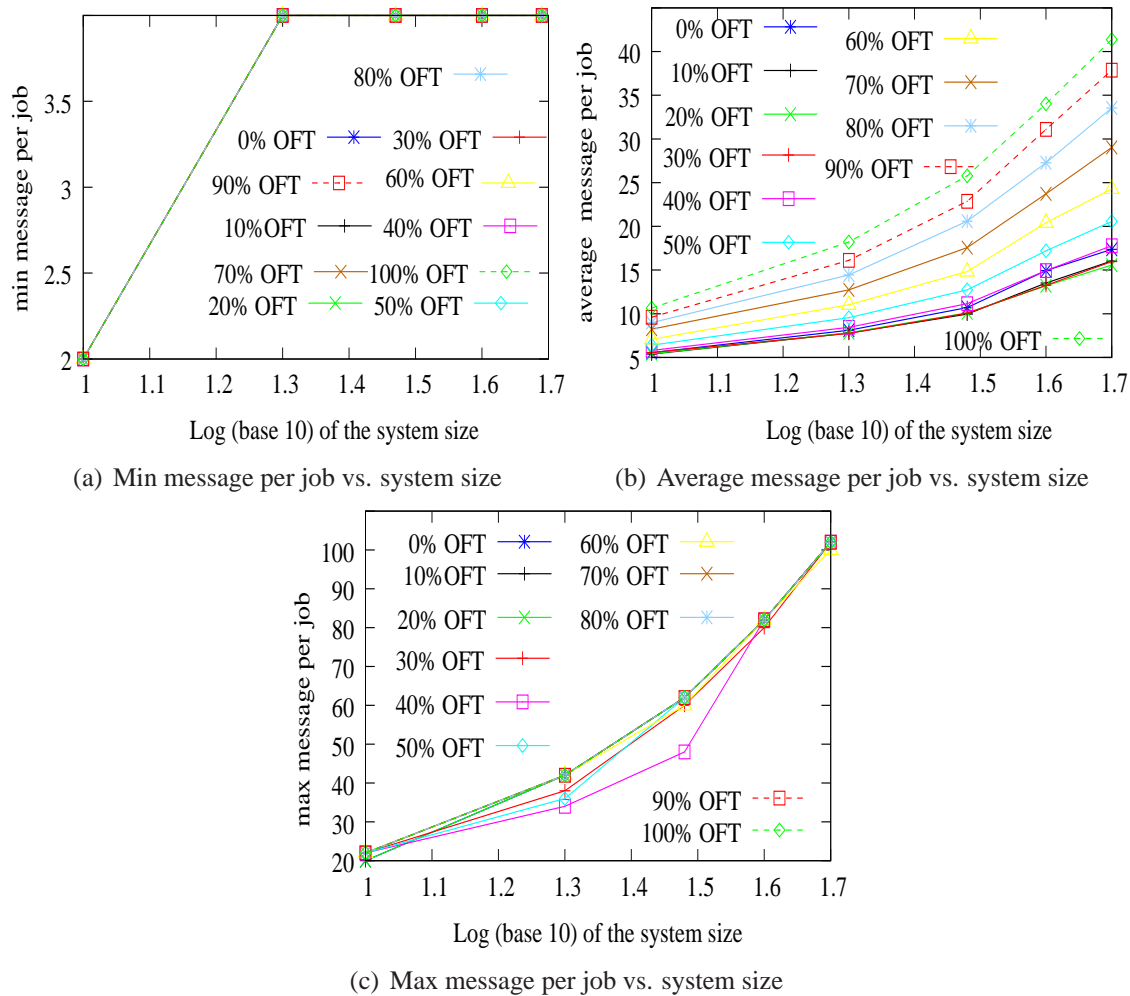 min message per job
3.5
3
2.5
2
80% OFT
0% OFT
30% OFT
90% OFT
60% OFT
10%OFT
40% OFT
70% OFT
100% OFT
20% OFT
50% OFT
1 1.1 1.2 1.3 1.4 1.5 1.6 1.7
Log (base 10) of the system size
(a) Min message per job vs. system size
average message per job
40
35
30
25
20
15
10
5
0% OFT
10%OFT
20% OFT
30% OFT
40% OFT
50% OFT
60% OFT
70% OFT
80% OFT
90% OFT
100% OFT
1 1.1 1.2 1.3 1.4 1.5 1.6 1.7
Log (base 10) of the system size
(b) Average message per job vs. system size
max message per job
100
90
80
70
60
50
40
30
20
0% OFT
10%OFT
20% OFT
30% OFT
40% OFT
50% OFT
60% OFT
70% OFT
80% OFT
90% OFT
100% OFT
1 1.1 1.2 1.3 1.4 1.5 1.6 1.7
Log (base 10) of the system size
(c) Max message per job vs. system size